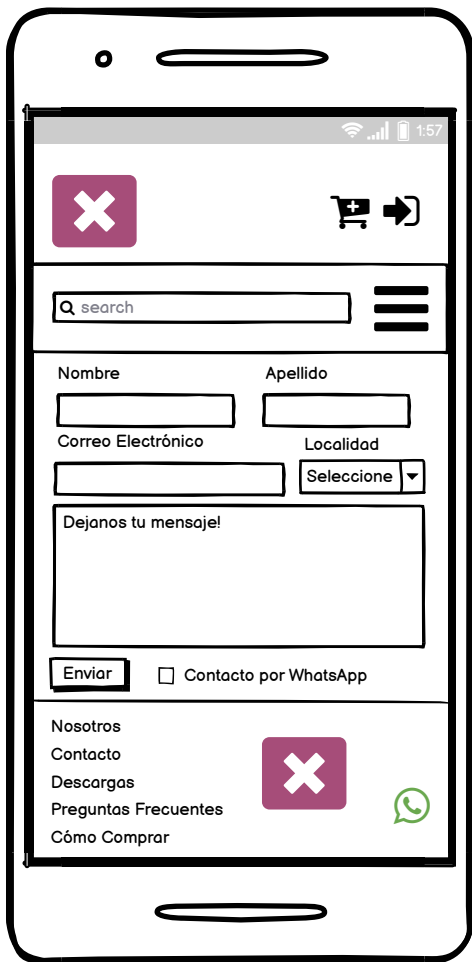 1:57
search
Nombre Apellido
Correo Electrónico Localidad
Seleccione
Dejanos tu mensaje!
Enviar Contacto por WhatsApp
Nosotros
Contacto
Descargas
Preguntas Frecuentes
Cómo Comprar